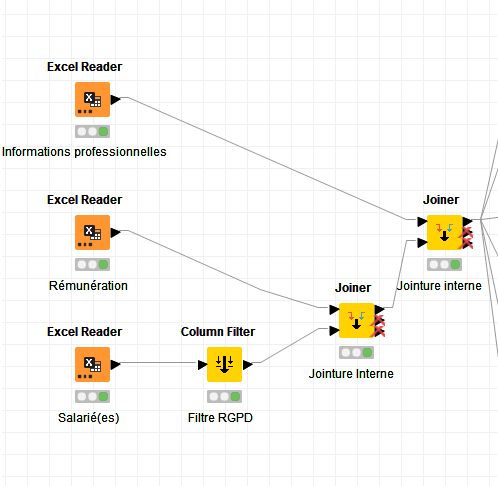 Excel Reader
Informations professionnelles
Excel Reader
Joiner
Rémunération
Joiner
Jointure interne
Excel Reader
Column Filter
Jointure Interne
Salarié(es)
Filtre RGPD